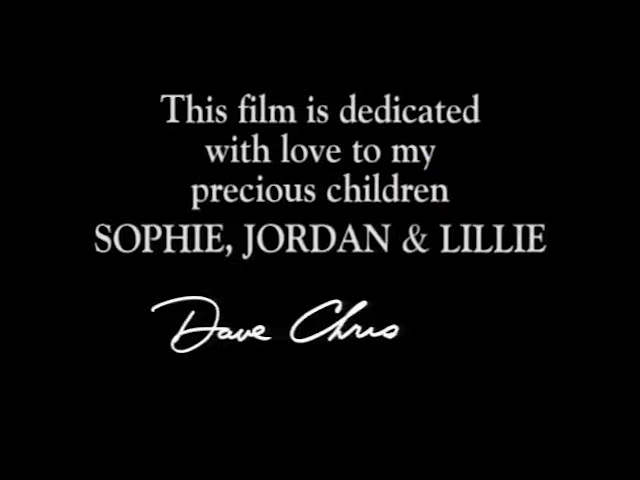 This film is dedicated
with love to my
precious children
SOPHIE, JORDAN & LILLIE
Dave Chris